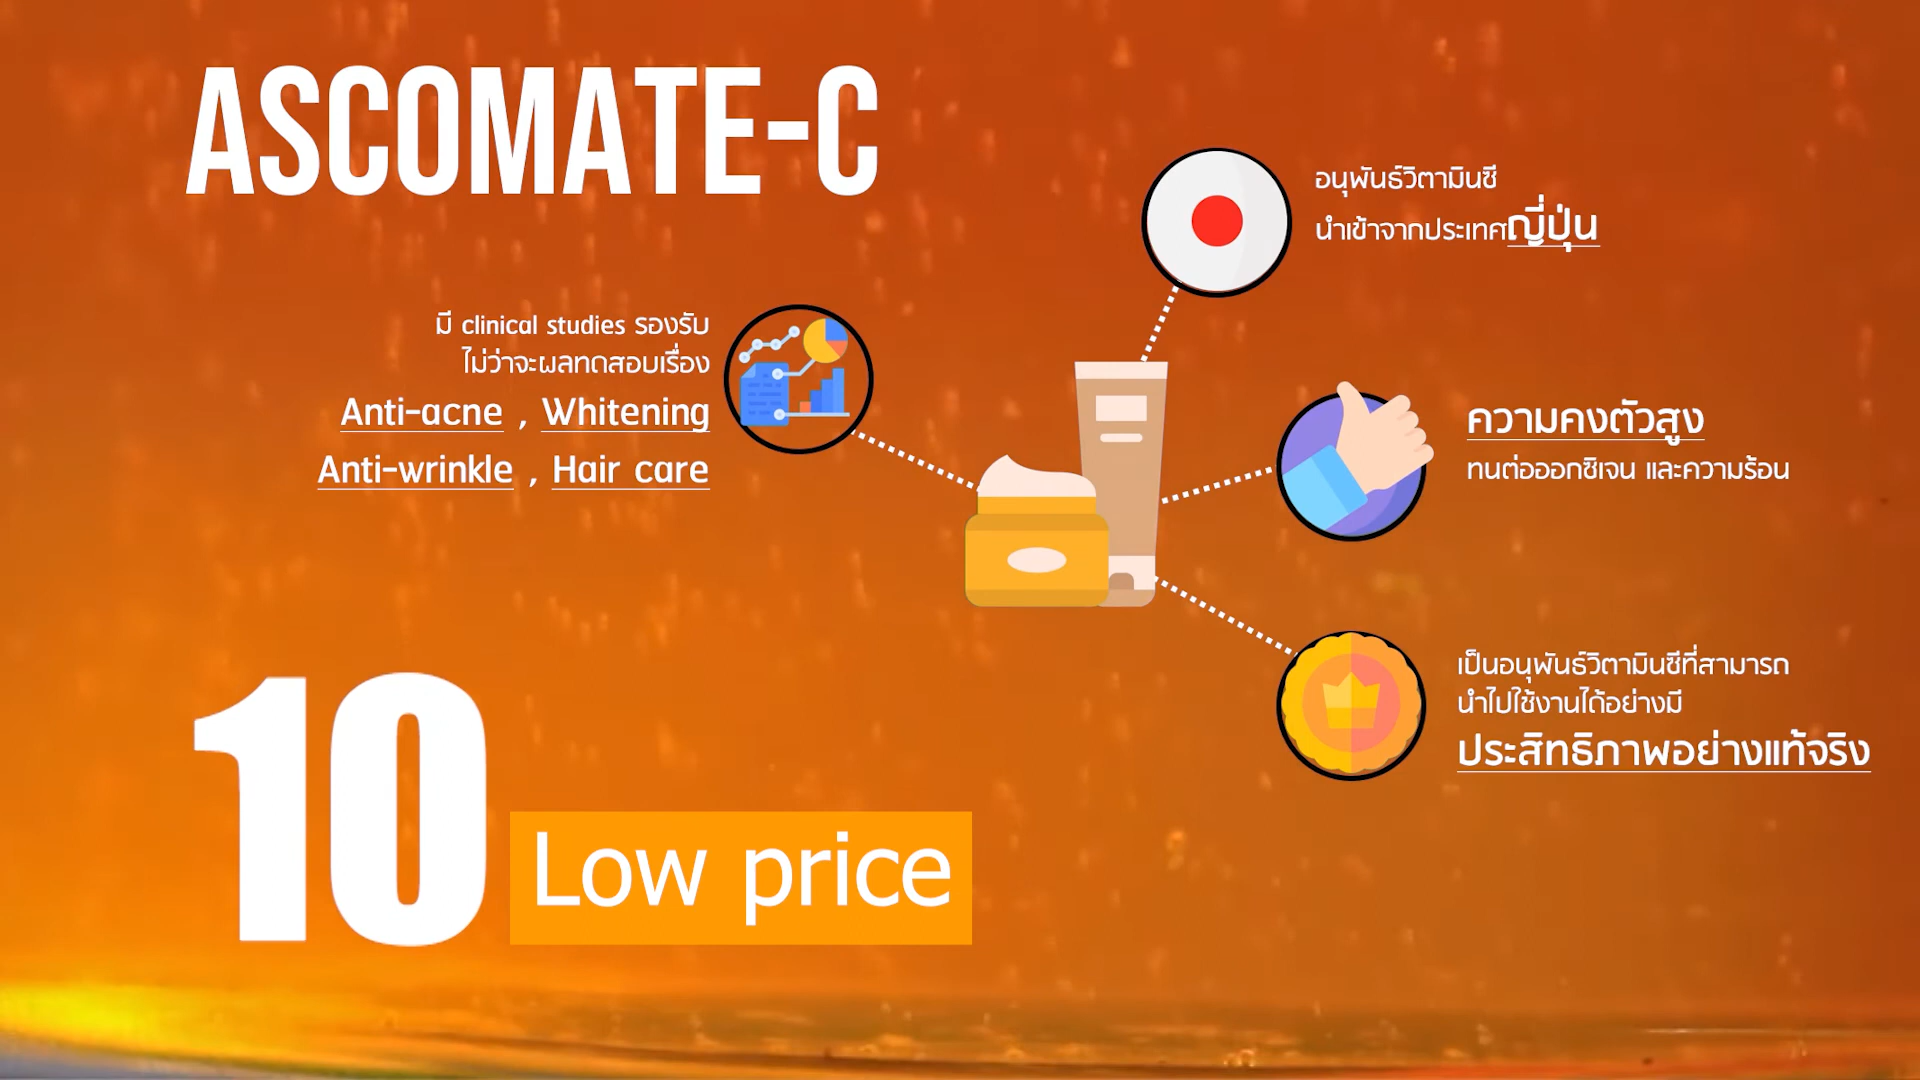 ASCOMATE-C
อนุพันธ์วิตามินซี
นำเข้าจากประเทศญี่ปุ่น
มี clinical studies รองรับ
ไม่ว่าจะผลทดสอบเรื่อง
Anti-acne , Whitening
Anti-wrinkle , Hair care
ความคงตัวสูง
ทนต่อออกซิเจน และความร้อน
เป็นอนุพันธ์วิตามินซีที่สามารถ
นำไปใช้งานได้อย่างมี
ประสิทธิภาพอย่างแท้จริง
10 Low price